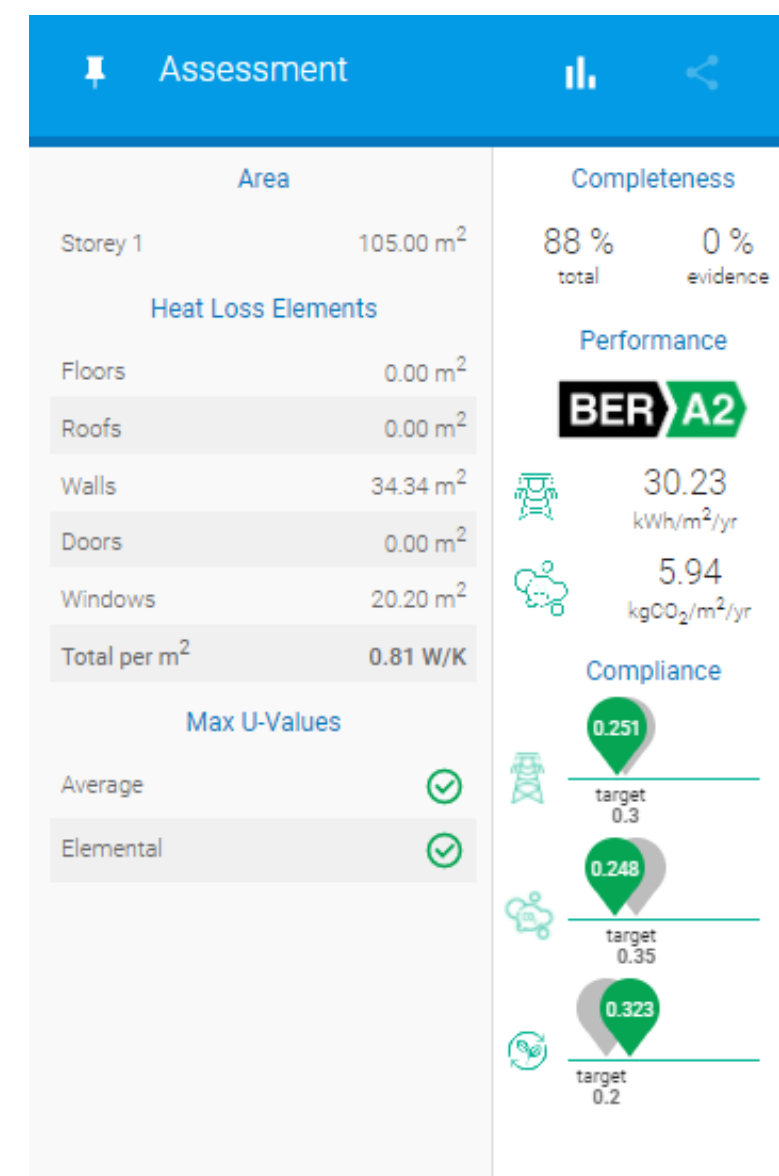 Assessment
Area
Storey 1 105.00 m²
Heat Loss Elements
Floors 0.00 m²
Roofs 0.00 m²
Walls 34.34 m²
Doors 0.00 m²
Windows 20.20 m²
Total per m² 0.81 W/K
Max U-Values
Average
Elemental
Completeness
88 % 0 %
total evidence
Performance
BER A2
30.23
kWh/m²/yr
5.94
kgCO₂/m²/yr
Compliance
0.251
target
0.3
0.248
target
0.35
0.323
target
0.2